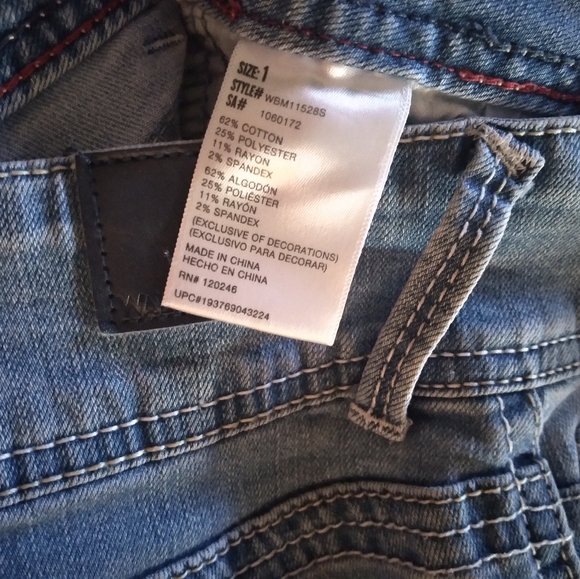 SIZE: 1
STYLE# WBM11528S
SA# 1060172
62% COTTON
25% POLYESTER
11% RAYON
2% SPANDEX
62% ALGODÓN
25% POLIÉSTER
11% RAYÓN
2% SPANDEX
(EXCLUSIVE OF DECORATIONS)
(EXCLUSIVO PARA DECORAR)
MADE IN CHINA
HECHO EN CHINA
RN# 120246
UPC#193769043224